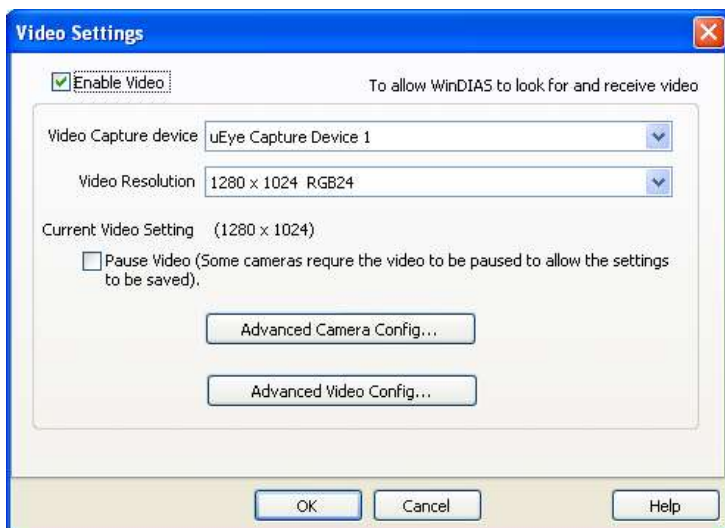 Video Settings
Enable Video
To allow WinDIAS to look for and receive video
Video Capture device
uEye Capture Device 1
Video Resolution
1280 x 1024 RGB24
Current Video Setting (1280 x 1024)
Pause Video (Some cameras requre the video to be paused to allow the settings
to be saved).
Advanced Camera Config...
Advanced Video Config...
OK
Cancel
Help